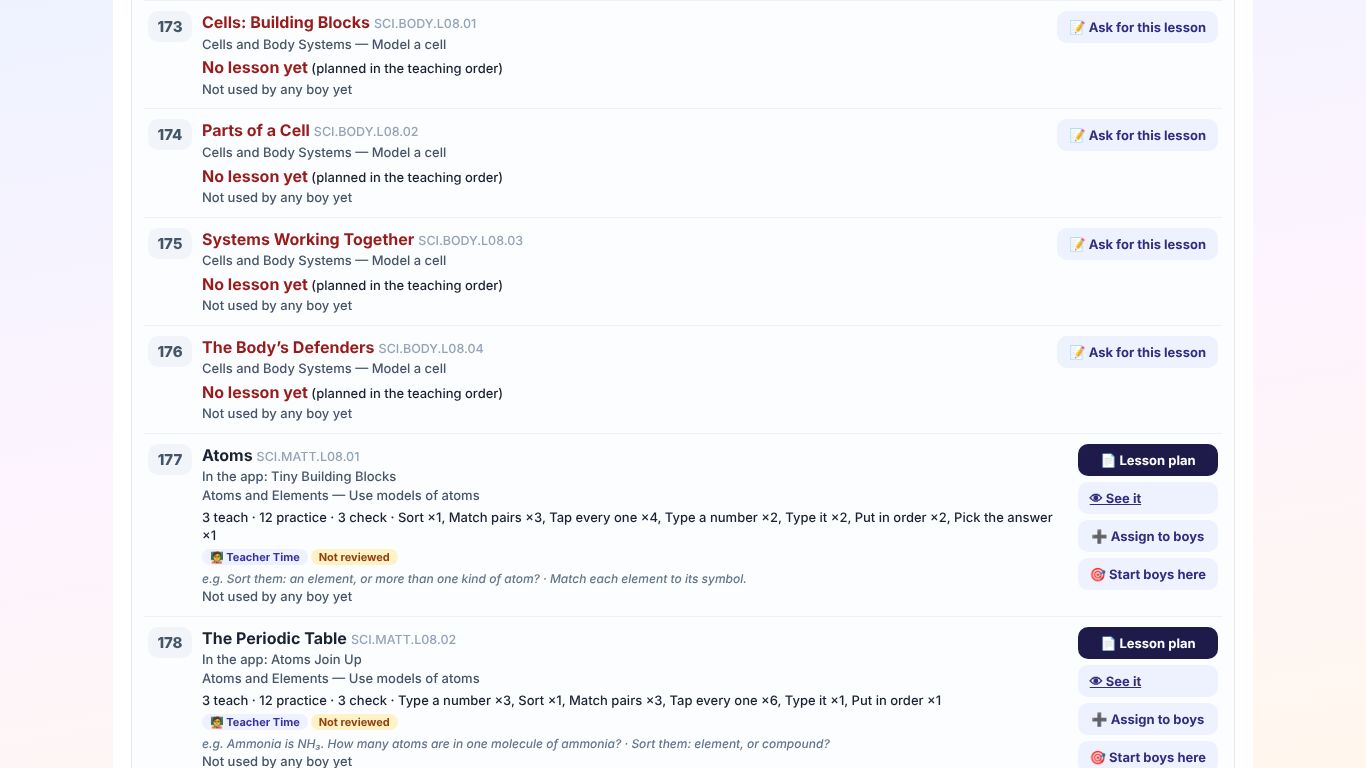 173
Cells: Building Blocks SCI.BODY.L08.01
Cells and Body Systems — Model a cell
No lesson yet (planned in the teaching order)
Not used by any boy yet
📝 Ask for this lesson
174
Parts of a Cell SCI.BODY.L08.02
Cells and Body Systems — Model a cell
No lesson yet (planned in the teaching order)
Not used by any boy yet
📝 Ask for this lesson
175
Systems Working Together SCI.BODY.L08.03
Cells and Body Systems — Model a cell
No lesson yet (planned in the teaching order)
Not used by any boy yet
📝 Ask for this lesson
176
The Body’s Defenders SCI.BODY.L08.04
Cells and Body Systems — Model a cell
No lesson yet (planned in the teaching order)
Not used by any boy yet
📝 Ask for this lesson
177
Atoms SCI.MATT.L08.01
In the app: Tiny Building Blocks
Atoms and Elements — Use models of atoms
3 teach · 12 practice · 3 check · Sort ×1, Match pairs ×3, Tap every one ×4, Type a number ×2, Type it ×2, Put in order ×2, Pick the answer
×1
🧑‍🏫 Teacher Time Not reviewed
e.g. Sort them: an element, or more than one kind of atom? · Match each element to its symbol.
Not used by any boy yet
📄 Lesson plan
👁 See it
➕ Assign to boys
🎯 Start boys here
178
The Periodic Table SCI.MATT.L08.02
In the app: Atoms Join Up
Atoms and Elements — Use models of atoms
3 teach · 12 practice · 3 check · Type a number ×3, Sort ×1, Match pairs ×3, Tap every one ×6, Type it ×1, Put in order ×1
🧑‍🏫 Teacher Time Not reviewed
e.g. Ammonia is NH₃. How many atoms are in one molecule of ammonia? · Sort them: element, or compound?
Not used by any boy yet
📄 Lesson plan
👁 See it
➕ Assign to boys
🎯 Start boys here